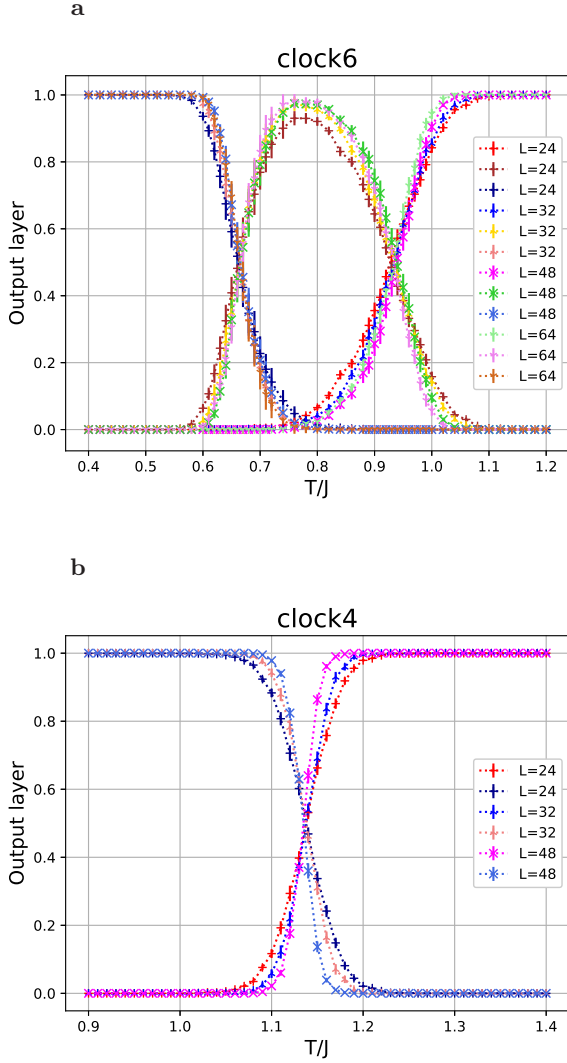 a
clock6
1.0
0.8
0.6
0.4
0.2
0.0
Output layer
L=24
L=24
L=24
L=32
L=32
L=32
L=48
L=48
L=48
L=64
L=64
L=64
0.4 0.5 0.6 0.7 0.8 0.9 1.0 1.1 1.2
T/J
b
clock4
1.0
0.8
0.6
0.4
0.2
0.0
Output layer
L=24
L=24
L=32
L=32
L=48
L=48
0.9 1.0 1.1 1.2 1.3 1.4
T/J